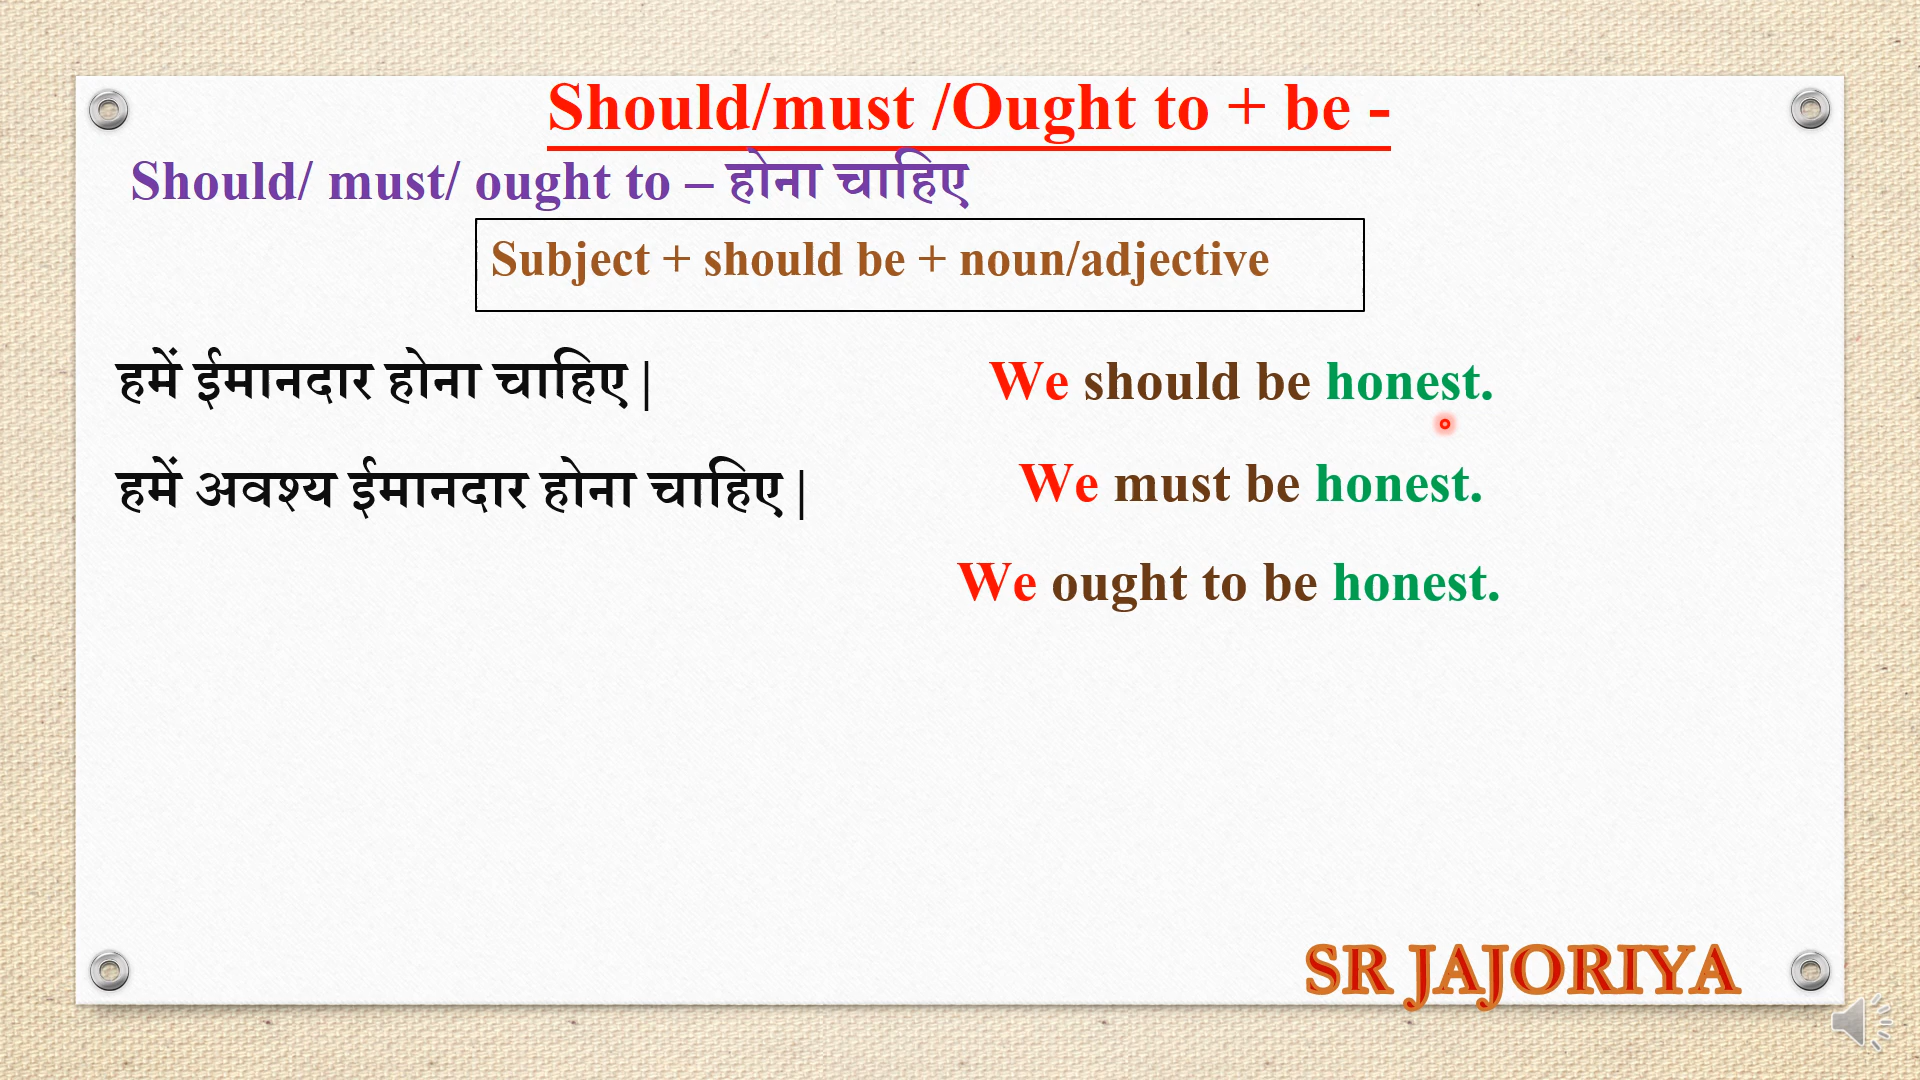 Should/must /Ought to + be -
Should/ must/ ought to – होना चाहिए
Subject + should be + noun/adjective
हमें ईमानदार होना चाहिए |
We should be honest.
हमें अवश्य ईमानदार होना चाहिए |
We must be honest.
We ought to be honest.
SR JAJORIYA